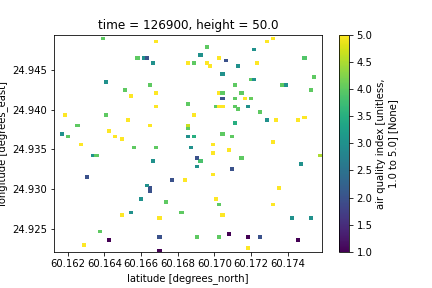 time = 126900, height = 50.0
24.945
24.940
24.935
24.930
24.925
[degrees_east]
60.162 60.164 60.166 60.168 60.170 60.172 60.174
latitude [degrees_north]
5.0
4.5
4.0
3.5
3.0
2.5
2.0
1.5
1.0
air quality index [unitless,
1.0 to 5.0] [None]